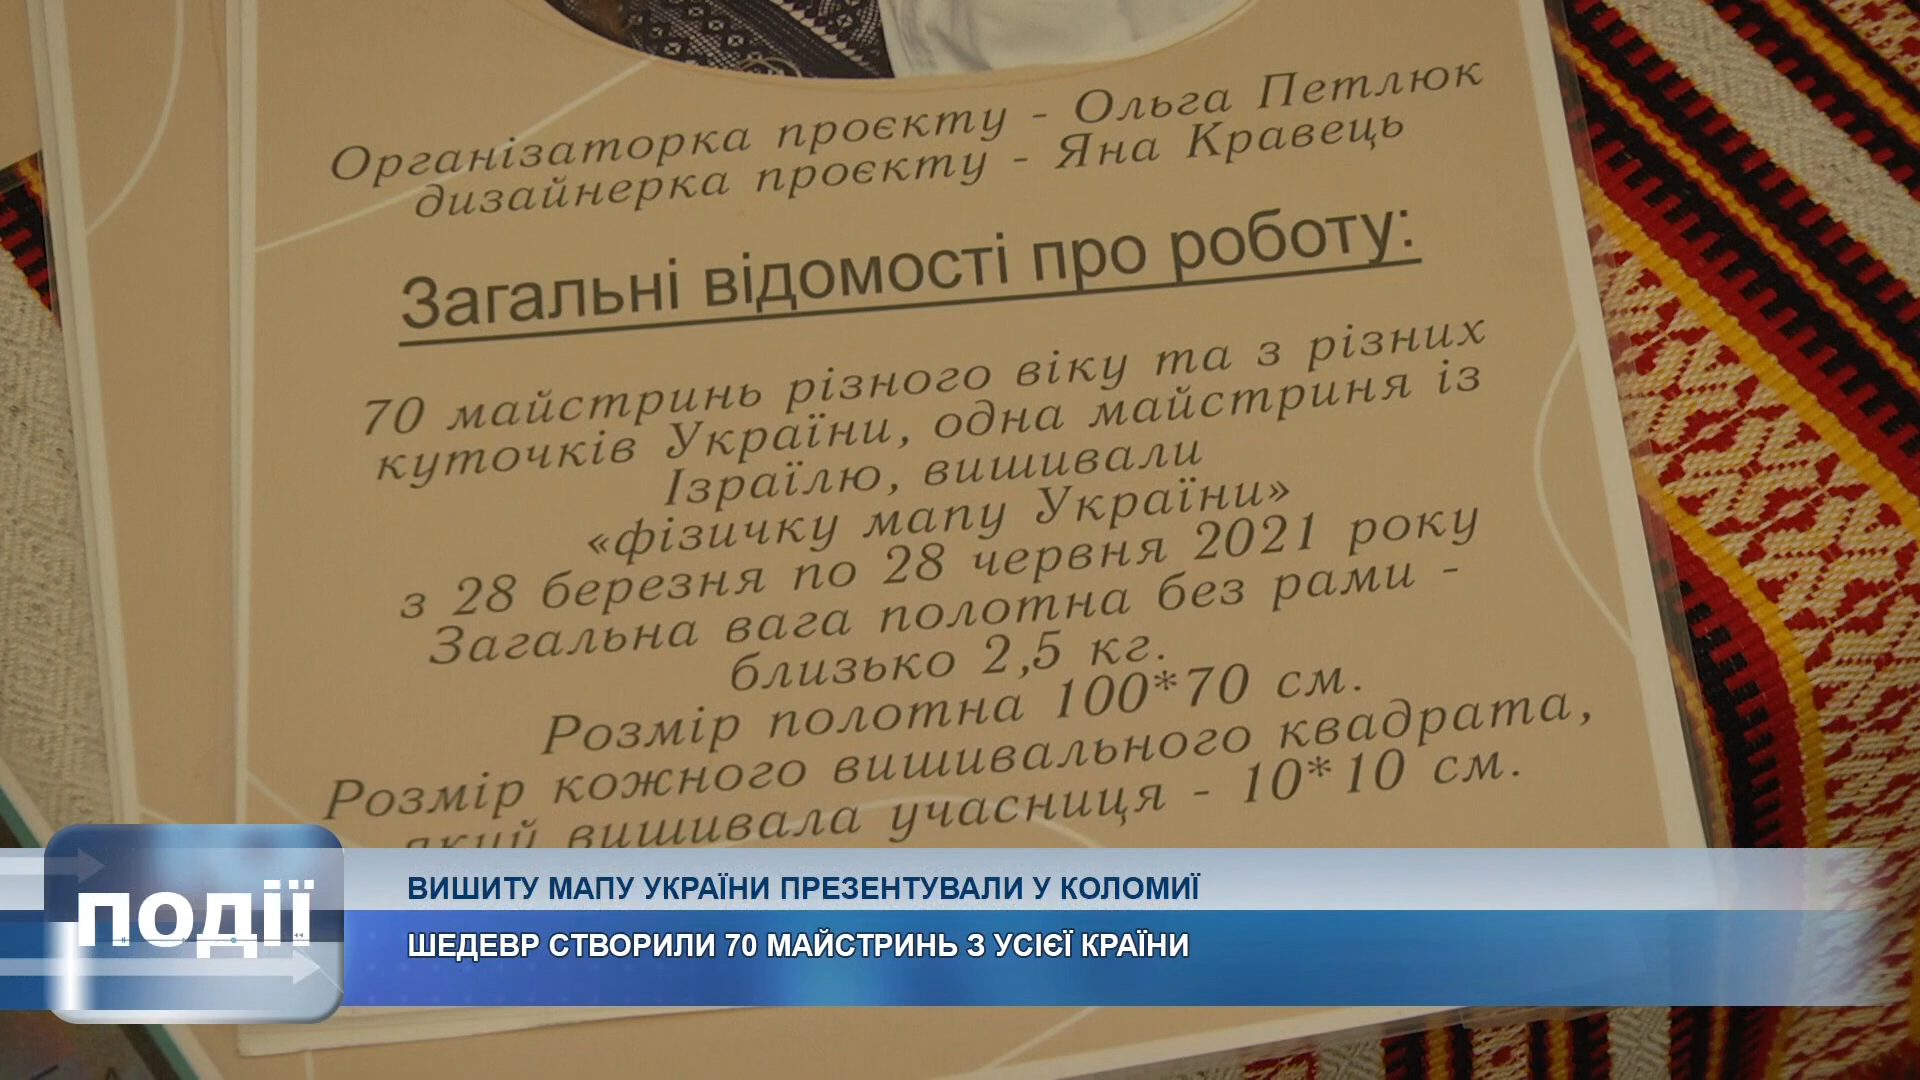 Організаторка проєкту - Ольга Петлюк
дизайнерка проєкту - Яна Кравець
Загальні відомості про роботу:
70 майстринь різного віку та з різних
куточків України, одна майстриня із
Ізраїлю, вишивали
«фізичку мапу України»
з 28 березня по 28 червня 2021 року
Загальна вага полотна без рами -
близько 2,5 кг.
Розмір полотна 100*70 см.
Розмір кожного вишивального квадрата,
який вишивала учасниця - 10*10 см.
події
ВИШИТУ МАПУ УКРАЇНИ ПРЕЗЕНТУВАЛИ У КОЛОМИЇ
ШЕДЕВР СТВОРИЛИ 70 МАЙСТРИНЬ З УСІЄЇ КРАЇНИ